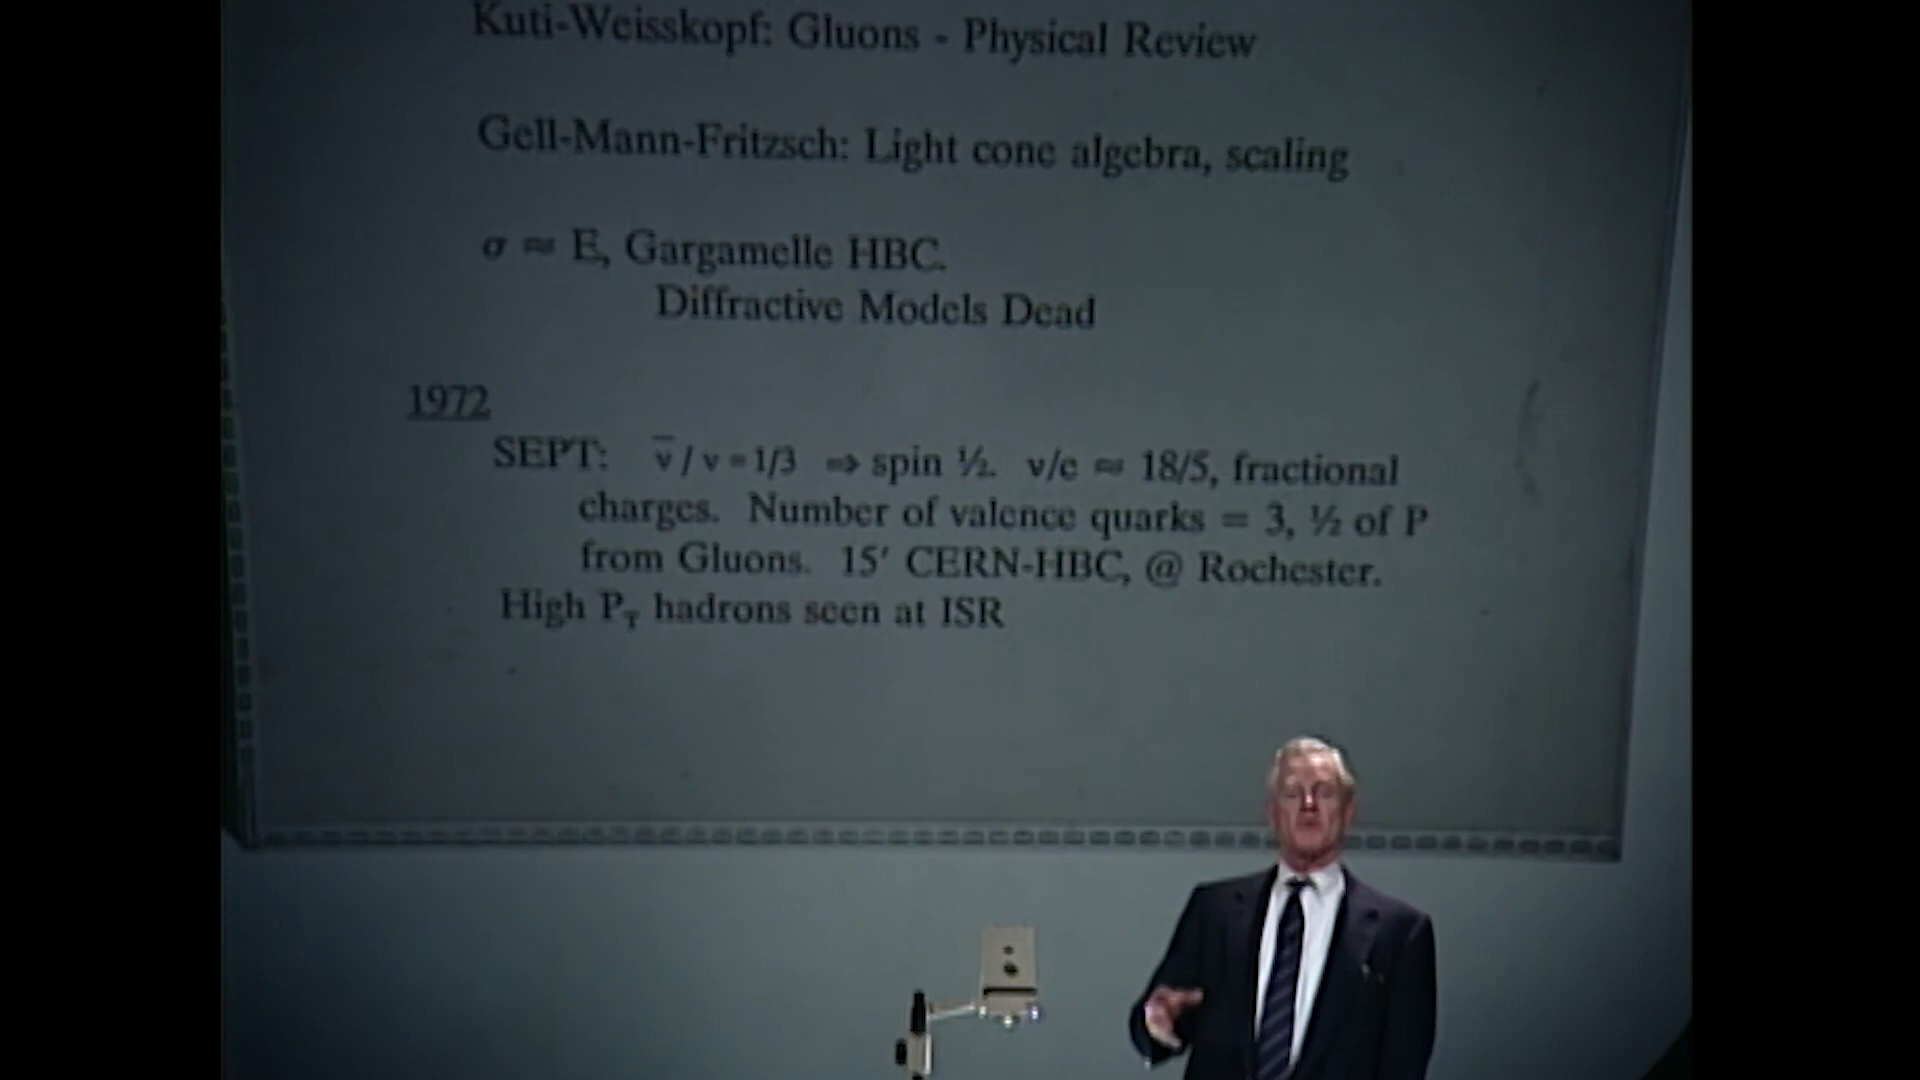 Kuti-Weisskopf: Gluons - Physical Review
Gell-Mann-Fritzsch: Light cone algebra, scaling
σ ≈ E, Gargamelle HBC.
Diffractive Models Dead
1972
SEPT: ν̅ / ν = 1/3 ⇒ spin ½. ν/e ≈ 18/5, fractional
charges. Number of valence quarks = 3, ½ of P
from Gluons. 15′ CERN-HBC, @ Rochester.
High P_T hadrons seen at ISR